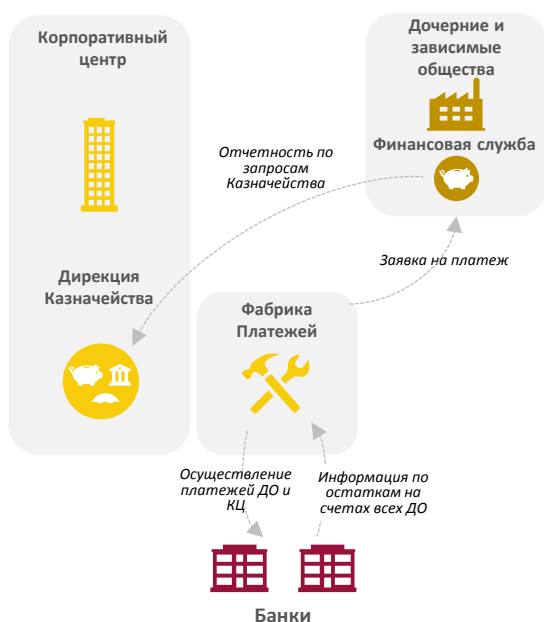 Корпоративный
центр
Дочерние и
зависимые
общества
Финансовая служба
Отчетность по
запросам
Казначейства
Заявка на платеж
Дирекция
Казначейства
Фабрика
Платежей
Осуществление
платежей ДО и
КЦ
Информация по
остаткам на
счетах всех ДО
Банки